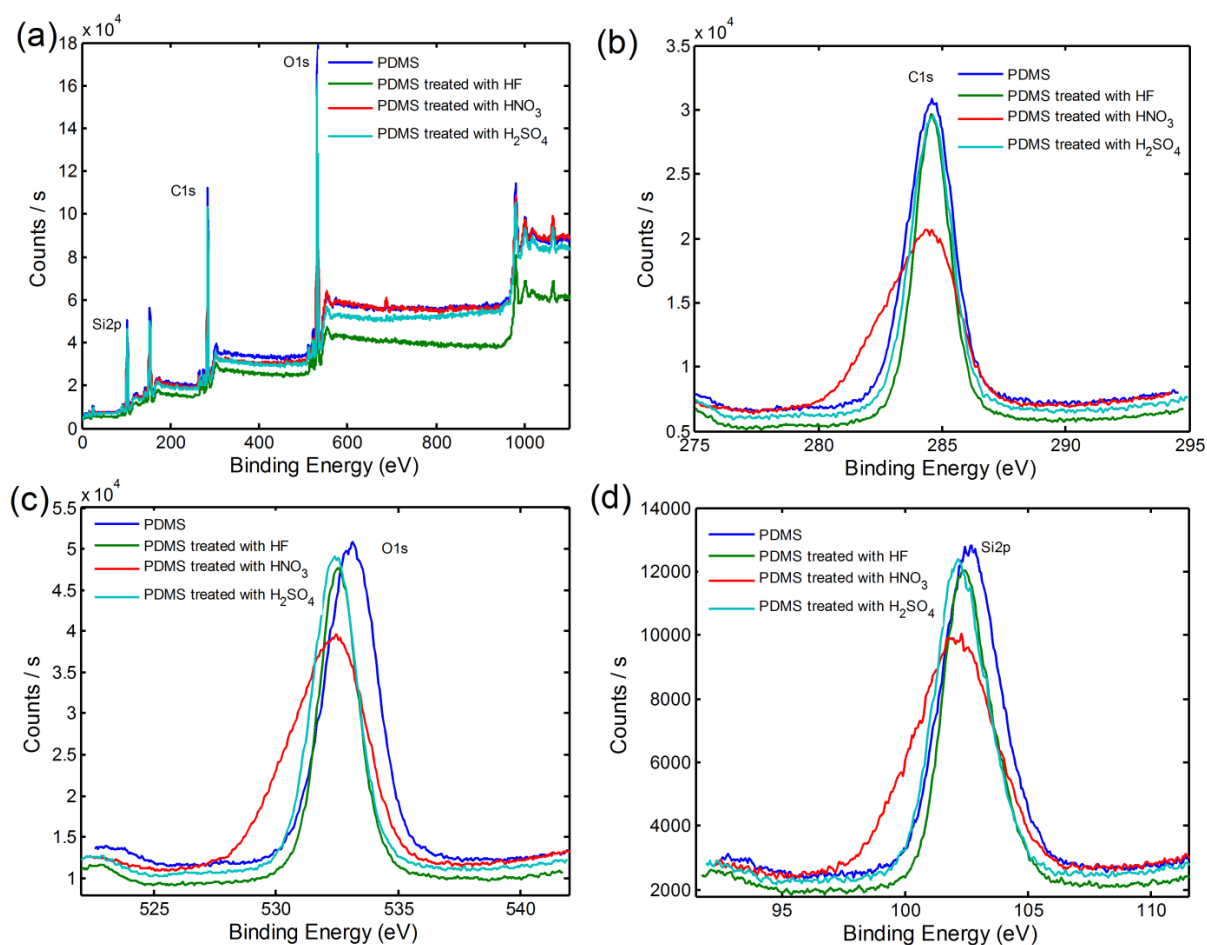 (a)
x 10⁴
18
16
14
12
10
8
6
4
2
0
0 200 400 600 800 1000
Counts / s
Binding Energy (eV)
Si2p
C1s
O1s
PDMS
PDMS treated with HF
PDMS treated with HNO₃
PDMS treated with H₂SO₄
(b)
x 10⁴
3.5
3
2.5
2
1.5
1
0.5
275 280 285 290 295
Counts / s
Binding Energy (eV)
C1s
PDMS
PDMS treated with HF
PDMS treated with HNO₃
PDMS treated with H₂SO₄
(c)
x 10⁴
5.5
5
4.5
4
3.5
3
2.5
2
1.5
1
525 530 535 540
Counts / s
Binding Energy (eV)
O1s
PDMS
PDMS treated with HF
PDMS treated with HNO₃
PDMS treated with H₂SO₄
(d)
14000
12000
10000
8000
6000
4000
2000
95 100 105 110
Counts / s
Binding Energy (eV)
Si2p
PDMS
PDMS treated with HF
PDMS treated with HNO₃
PDMS treated with H₂SO₄